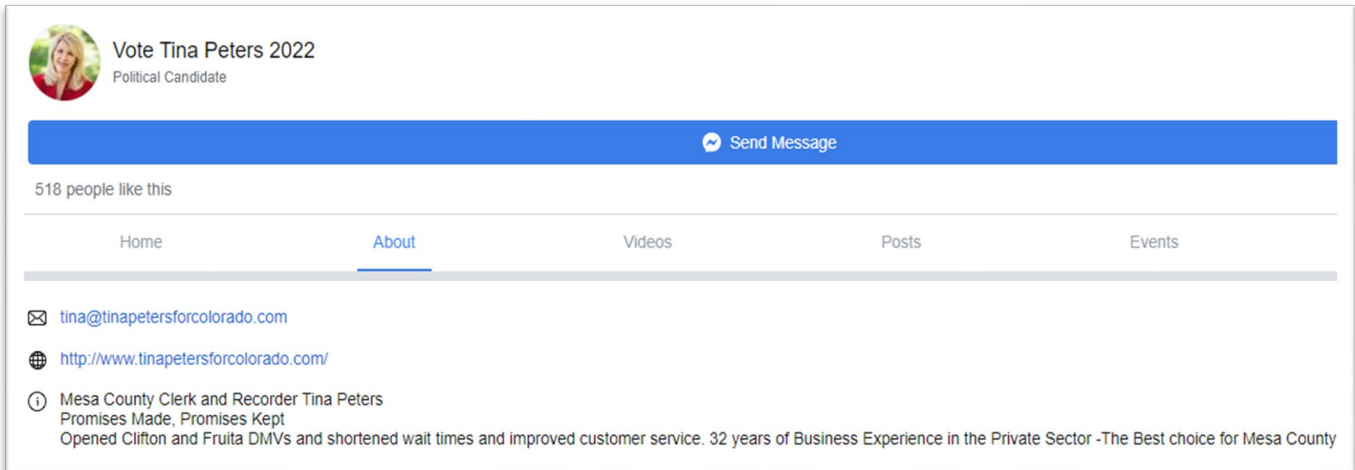 Vote Tina Peters 2022
Political Candidate
Send Message
518 people like this
Home About Videos Posts Events
tina@tinapetersforcolorado.com
http://www.tinapetersforcolorado.com/
Mesa County Clerk and Recorder Tina Peters
Promises Made, Promises Kept
Opened Clifton and Fruita DMVs and shortened wait times and improved customer service. 32 years of Business Experience in the Private Sector -The Best choice for Mesa County